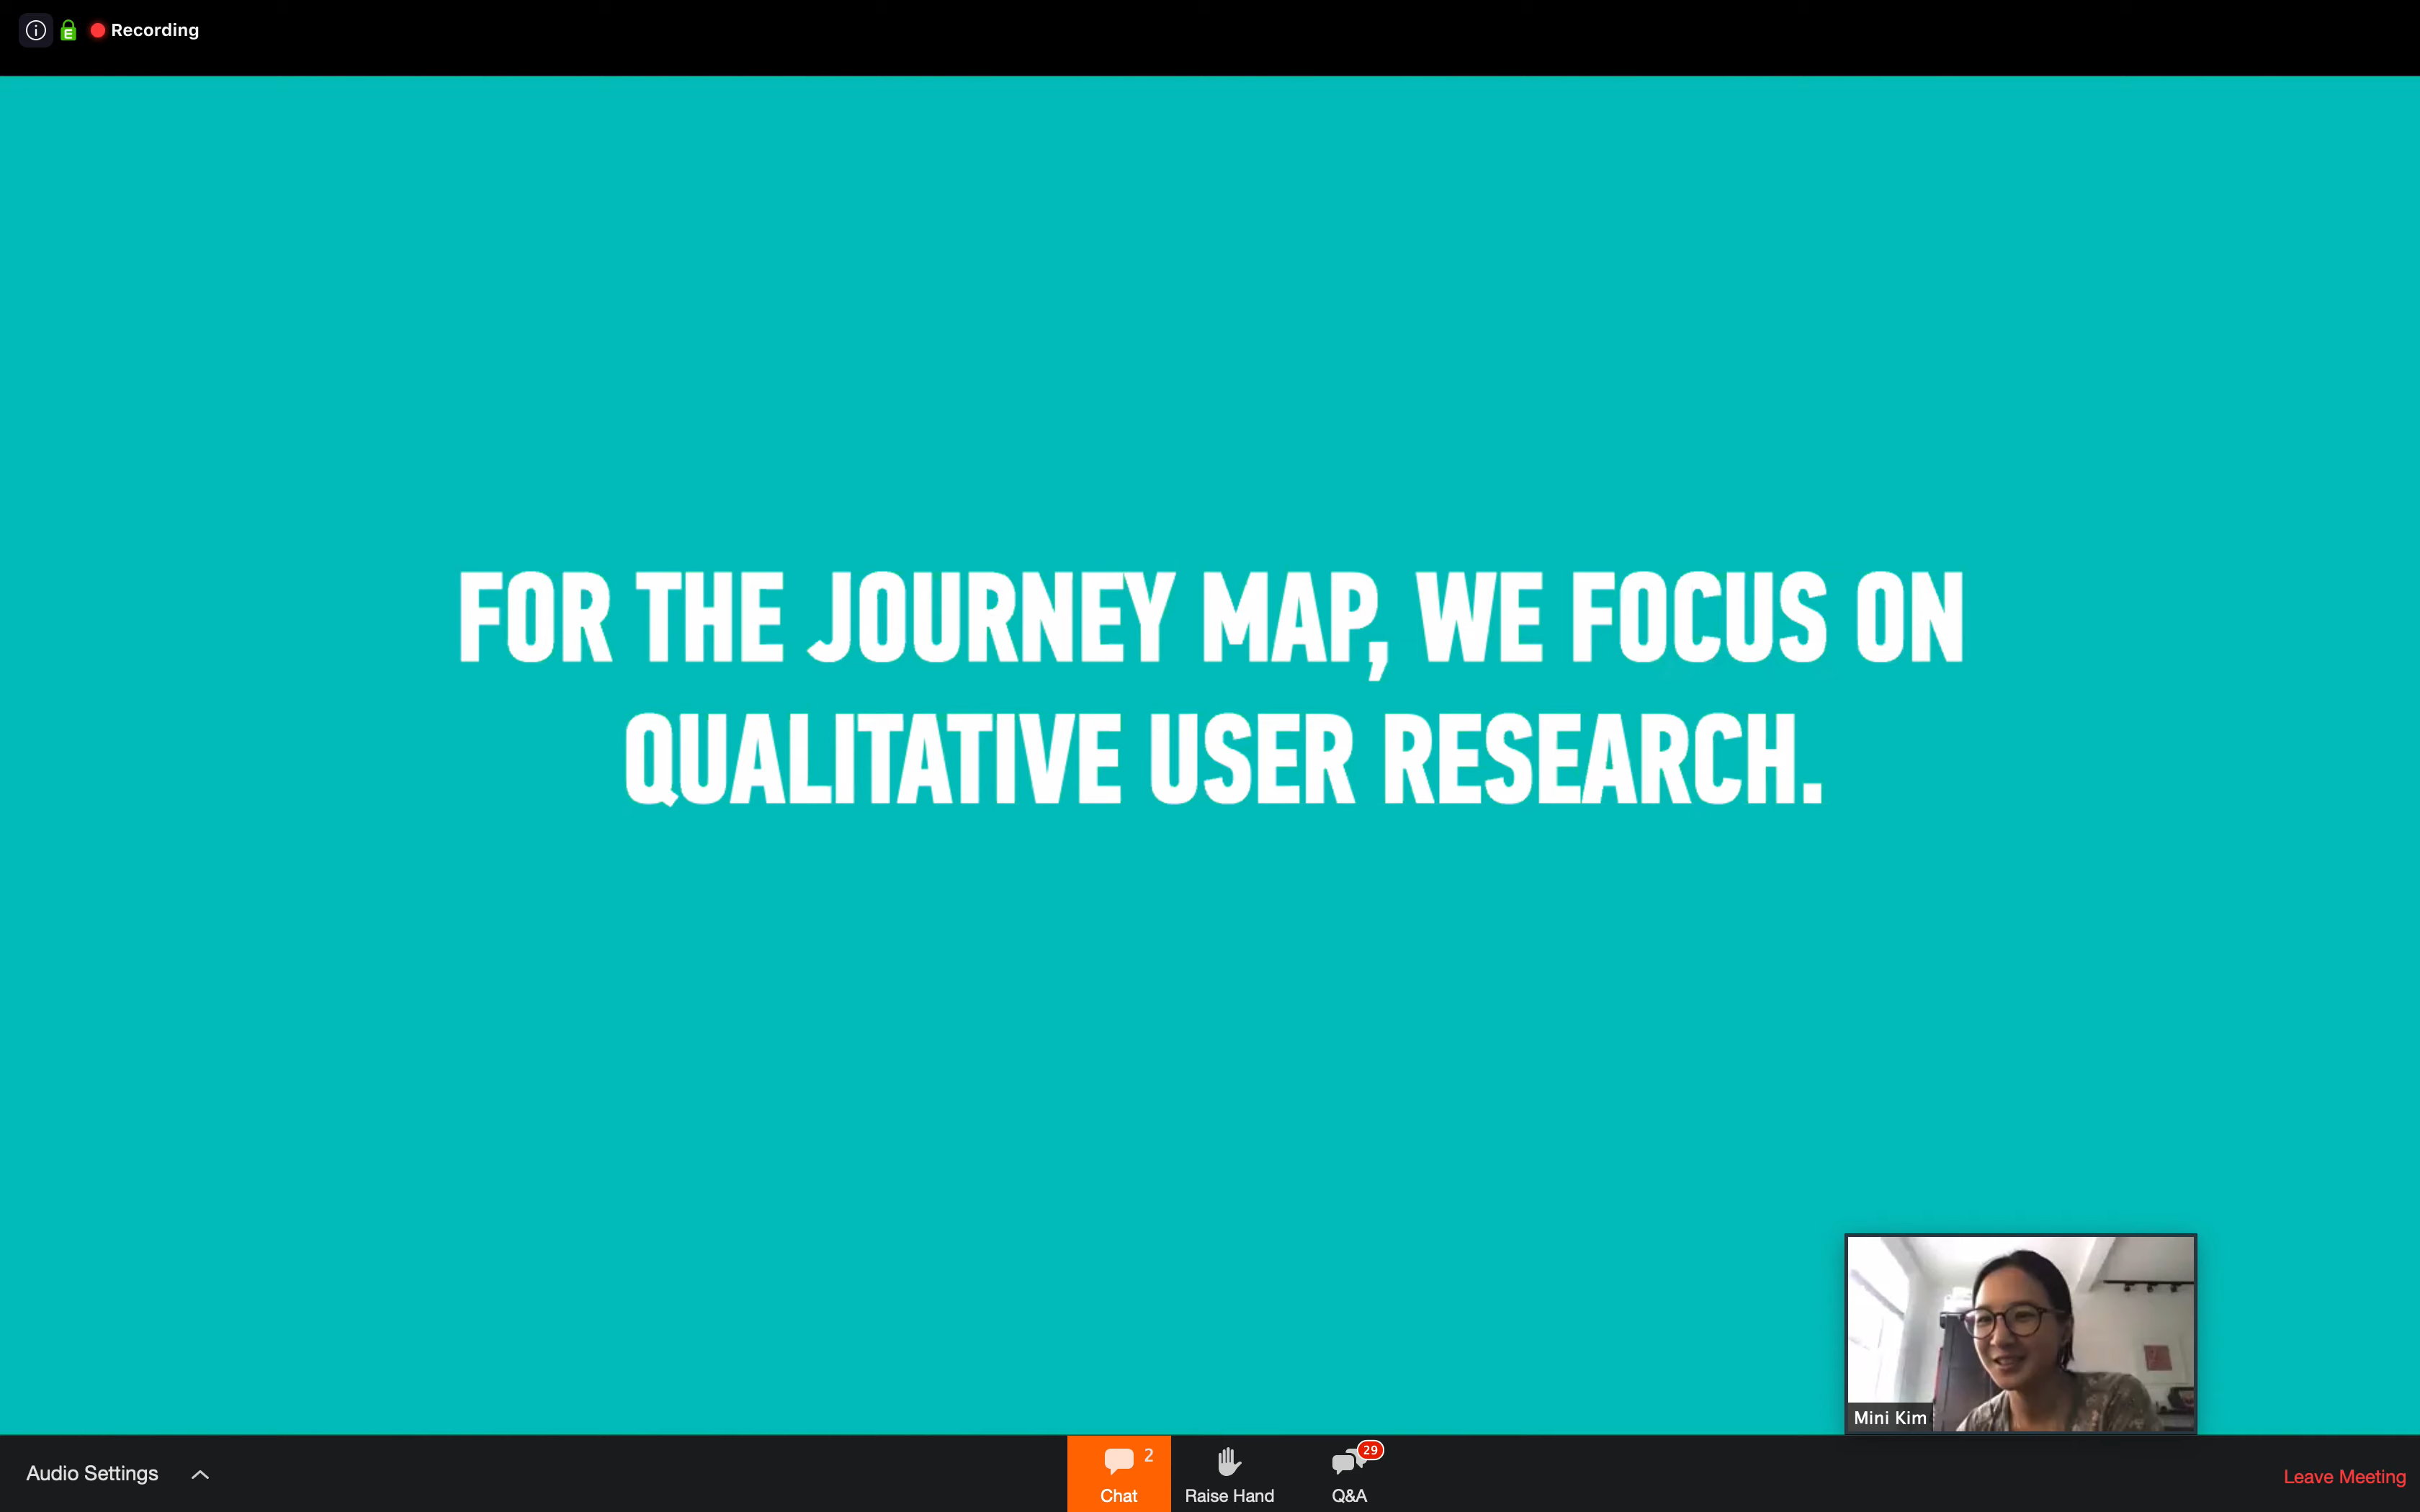 Recording
FOR THE JOURNEY MAP, WE FOCUS ON
QUALITATIVE USER RESEARCH.
Mini Kim
Audio Settings
2
Chat
Raise Hand
29
Q&A
Leave Meeting